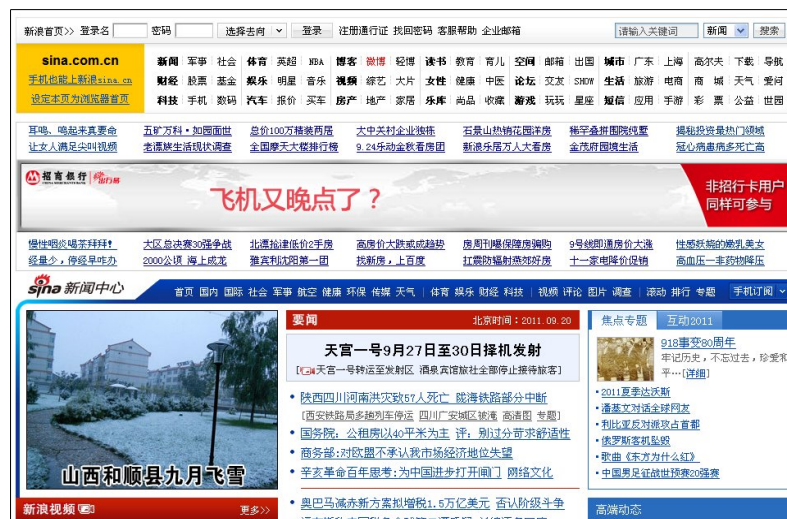 新浪首页>> 登录名 密码 选择去向 登录 注册通行证 找回密码 客服帮助 企业邮箱 请输入关键词 新闻 搜索
sina.com.cn
手机也能上新浪sina.cn
设定本页为浏览器首页
新闻 军事 社会 体育 英超 NBA 博客 微博 轻博 读书 教育 育儿 空间 邮箱 出国 城市 广东 上海 高尔夫 下载 导航
财经 股票 基金 娱乐 明星 音乐 视频 综艺 大片 女性 健康 中医 论坛 交友 SHOW 生活 旅游 电商 商城 天气 爱问
科技 手机 数码 汽车 报价 买车 房产 地产 家居 乐库 尚品 收藏 游戏 玩玩 星座 短信 应用 手游 彩票 公益 世园
耳鸣、鸣起来真要命 五矿万科·如园面世 总价100万精装两居 大中关村企业独栋 石景山热销花园洋房 稀罕叠拼围院纯墅 揭秘投资最热门领域
让女人满足尖叫视频 老漂族生活现状调查 全国摩天大楼排行榜 9.24乐动金秋看房团 新浪乐居万人大看房 金茂府圆境生活 冠心病患病多死亡高
招商银行
CHINA MERCHANTS BANK
出行易
飞机又晚点了？
非招行卡用户
同样可参与
慢性咽炎喝茶拜拜! 大区总决赛30强争战 北漂抢津低价2手房 高房价大跌或成趋势 房周刊曝保障房骗购 9号线即通房价大涨 性感妖娆的嫩乳美女
经量少，停经早咋办 2000公顷 海上成龙 雅宾利沈阳第一团 找新房，上百度 扛震防辐射燕郊好房 十一家电降价促销 高血压一非药物降压
sina 新闻中心 首页 国内 国际 社会 军事 航空 健康 环保 传媒 天气 体育 娱乐 财经 科技 视频 评论 图片 调查 滚动 排行 专题 手机订阅
山西和顺县九月飞雪
新浪视频 更多>>
要闻 北京时间：2011.09.20
天宫一号9月27日至30日择机发射
[天宫一号转运至发射区 酒泉宾馆旅社全部停止接待旅客]
陕西四川河南洪灾致57人死亡 陇海铁路部分中断
[西安铁路局多趟列车停运 四川广安城区被淹 高清图 专题]
国务院：公租房以40平米为主 评：别过分苛求舒适性
商务部:对欧盟不承认我市场经济地位失望
辛亥革命百年思考:为中国进步打开闸门 网络文化
奥巴马减赤新方案拟增税1.5万亿美元 否认阶级斗争
焦点专题 互动2011
918事变80周年
牢记历史，不忘过去，珍爱和
平…[详细]
2011夏季达沃斯
潘基文对话全球网友
利比亚反对派攻占首都
俄罗斯客机坠毁
歌曲《东方为什么红》
中国男足征战世预赛20强赛
高端动态